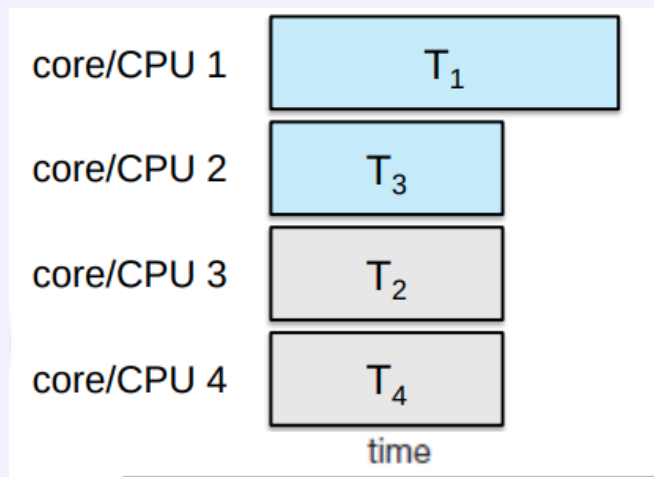 core/CPU 1 T₁
core/CPU 2 T₃
core/CPU 3 T₂
core/CPU 4 T₄
time